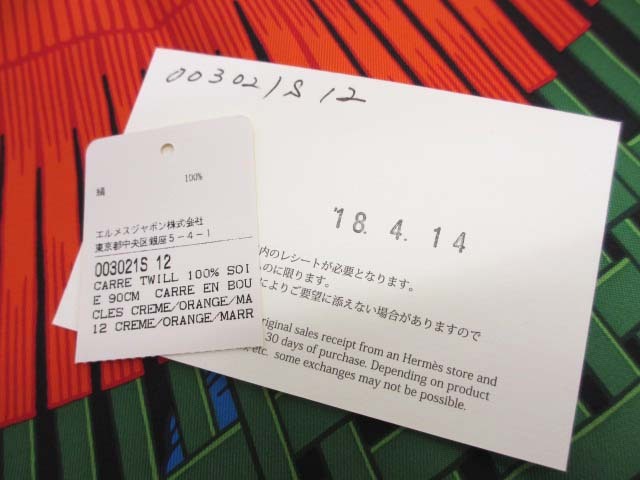 003021S 12
絹 100%
エルメスジャポン株式会社
東京都中央区銀座5-4-1
003021S 12
CARRE TWILL 100% SOI
E 90CM CARRE EN BOU
CLES CREME/ORANGE/MA
12 CREME/ORANGE/MARR
'18. 4. 14
内のレシートが必要となります。
のに限ります。
によりご要望に添えない場合がありますので
original sales receipt from an Hermès store and
30 days of purchase. Depending on product
etc. some exchanges may not be possible.